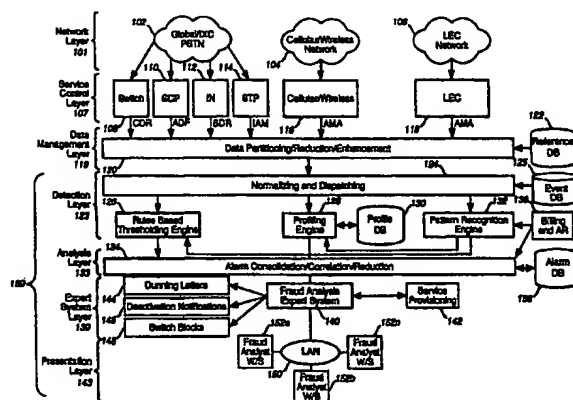 Network
Layer
101
102
Global/IXC
PSTN
104
Cellular/Wireless
Network
106
LEC
Network
Service
Control
Layer
107
110
112
114
Switch
SCP
IN
STP
Cellular/Wireless
LEC
108
CDR
ADF
SDR
IAM
116
AMA
118
AMA
Data
Management
Layer
119
120
Data Partitioning/Reduction/Enhancement
122
Reference
DB
124
Normalizing and Dispatching
125
Event
DB
Detection
Layer
123
126
Rules Based
Thresholding Engine
128
Profiling
Engine
130
Profile
DB
Pattern Recognition
Engine
Billing
and AR
Analysis
Layer
133
134
Alarm Consolidation/Correlation/Reduction
Alarm
DB
Expert
System
Layer
139
144
Dunning Letters
Deactivation Notifications
148
Switch Blocks
Fraud Analysis
Expert System
140
Service
Provisioning
142
Presentation
Layer
143
152a
Fraud
Analyst
W/S
LAN
152n
Fraud
Analyst
W/S
Fraud
Analyst
W/S
152b